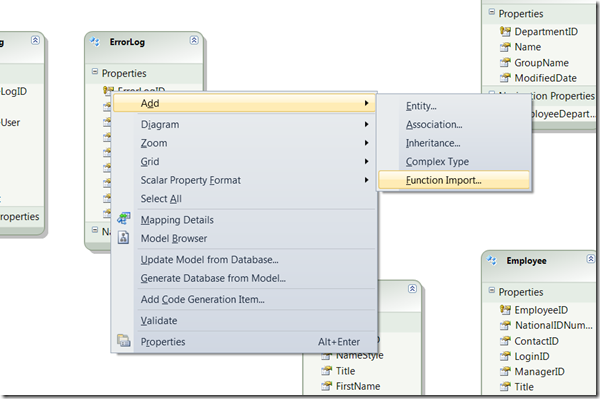 g
LogID
User
Properties
ErrorLog
Properties
ErrorLogID
Na
Add
Diagram
Zoom
Grid
Scalar Property Format
Select All
Mapping Details
Model Browser
Update Model from Database...
Generate Database from Model...
Add Code Generation Item...
Validate
Properties Alt+Enter
Entity...
Association...
Inheritance...
Complex Type
Function Import...
Properties
DepartmentID
Name
GroupName
ModifiedDate
Navigation Properties
ployeeDepart...
D
NameStyle
Title
FirstName
Employee
Properties
EmployeeID
NationalIDNum...
ContactID
LoginID
ManagerID
Title